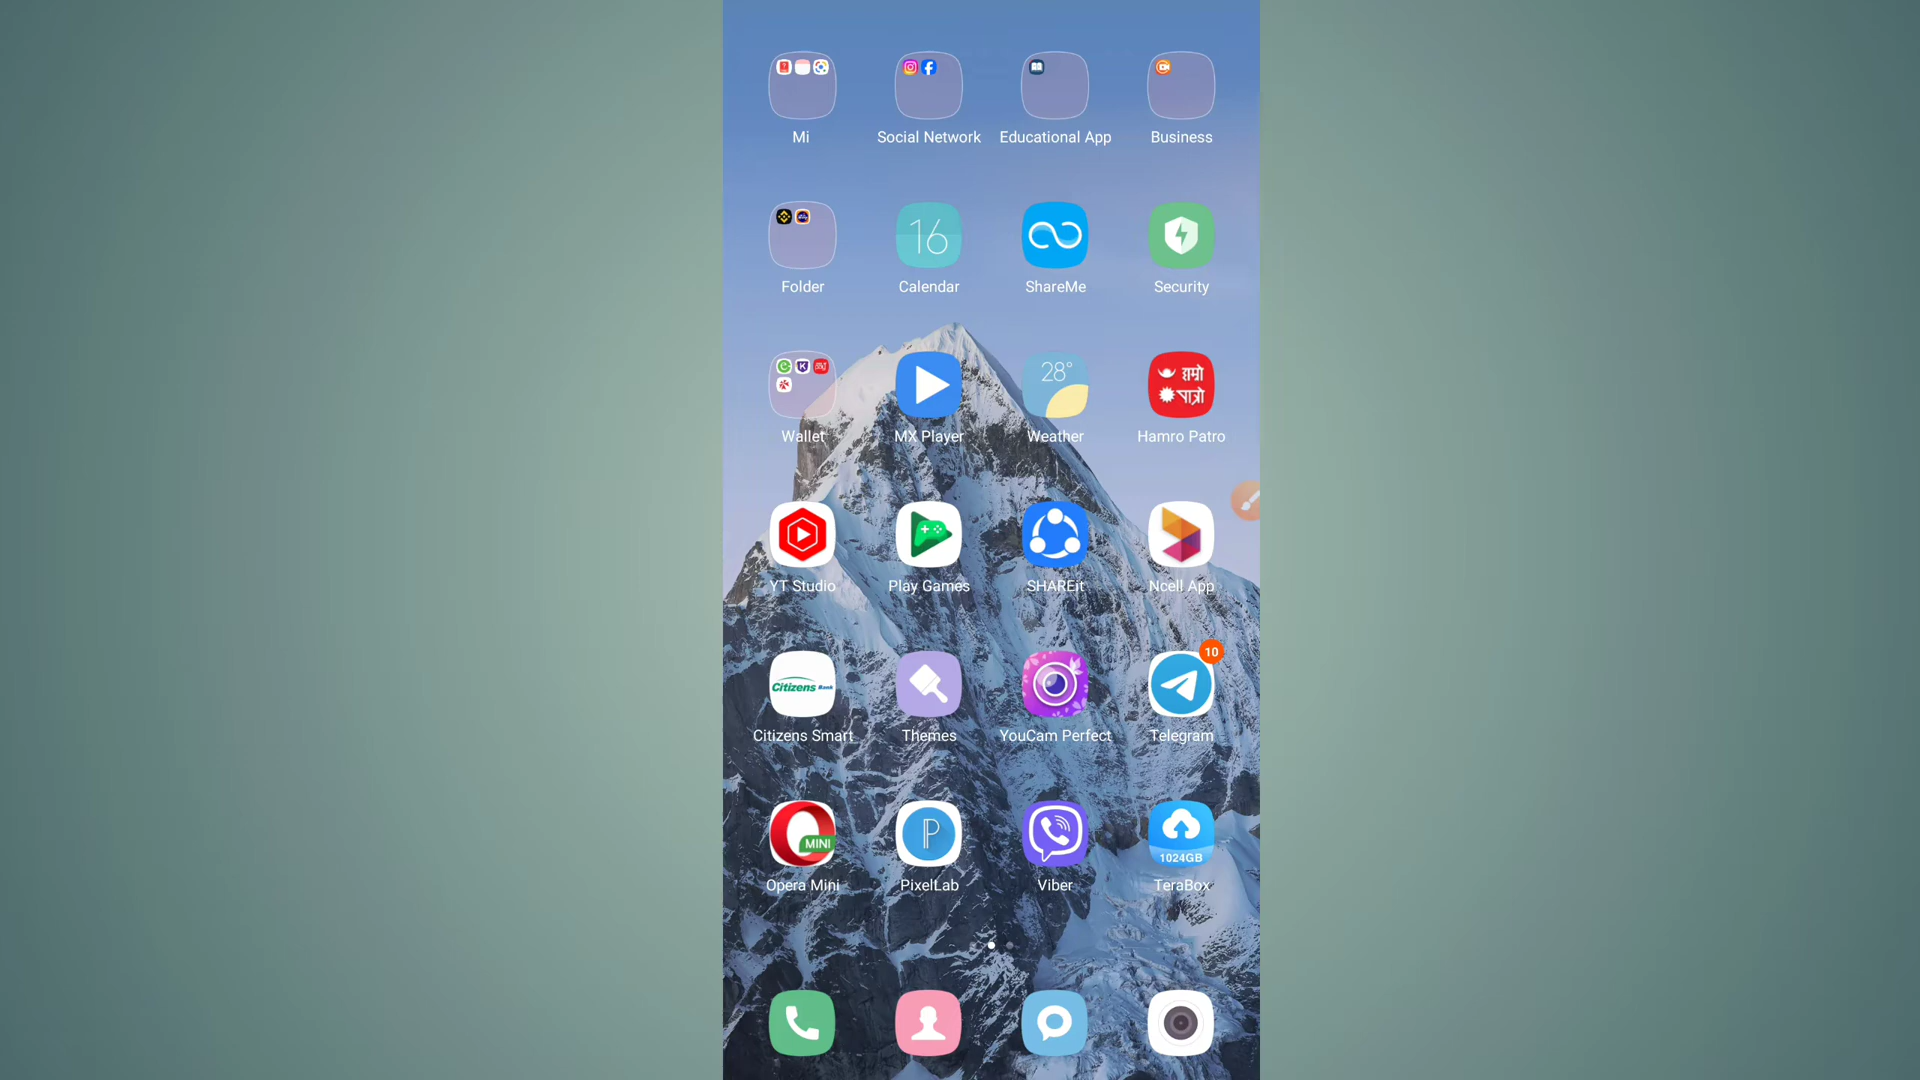 Mi Social Network Educational App Business
16
Folder Calendar ShareMe Security
28° हाम्रो पात्रो
Wallet MX Player Weather Hamro Patro
YT Studio Play Games SHAREit Ncell App
10
Citizens Bank
Citizens Smart Themes YouCam Perfect Telegram
MINI P 1024GB
Opera Mini PixelLab Viber TeraBox